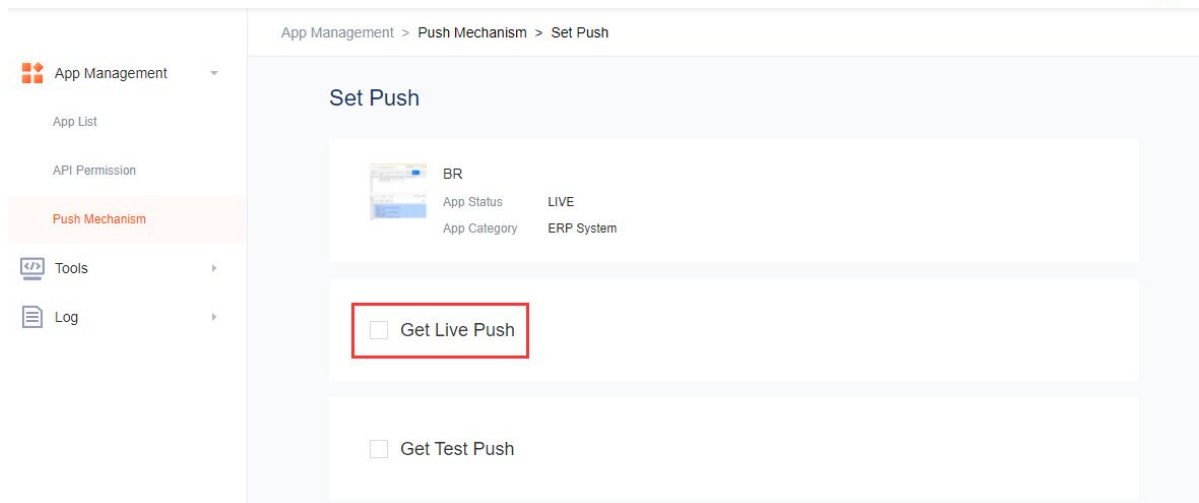 App Management > Push Mechanism > Set Push
App Management
App List
API Permission
Push Mechanism
Tools
Log
Set Push
BR
App Status LIVE
App Category ERP System
Get Live Push
Get Test Push